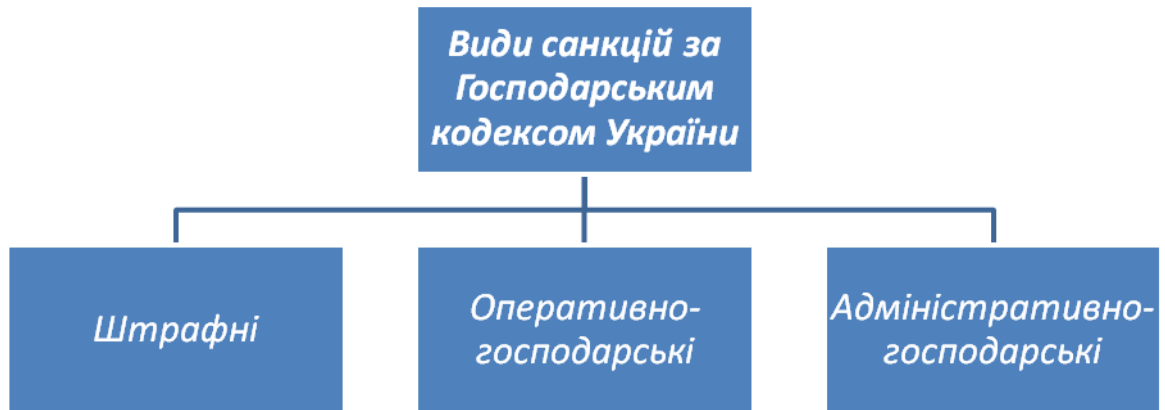 Види санкцій за
Господарським
кодексом України
Штрафні
Оперативно-
господарські
Адміністративно-
господарські